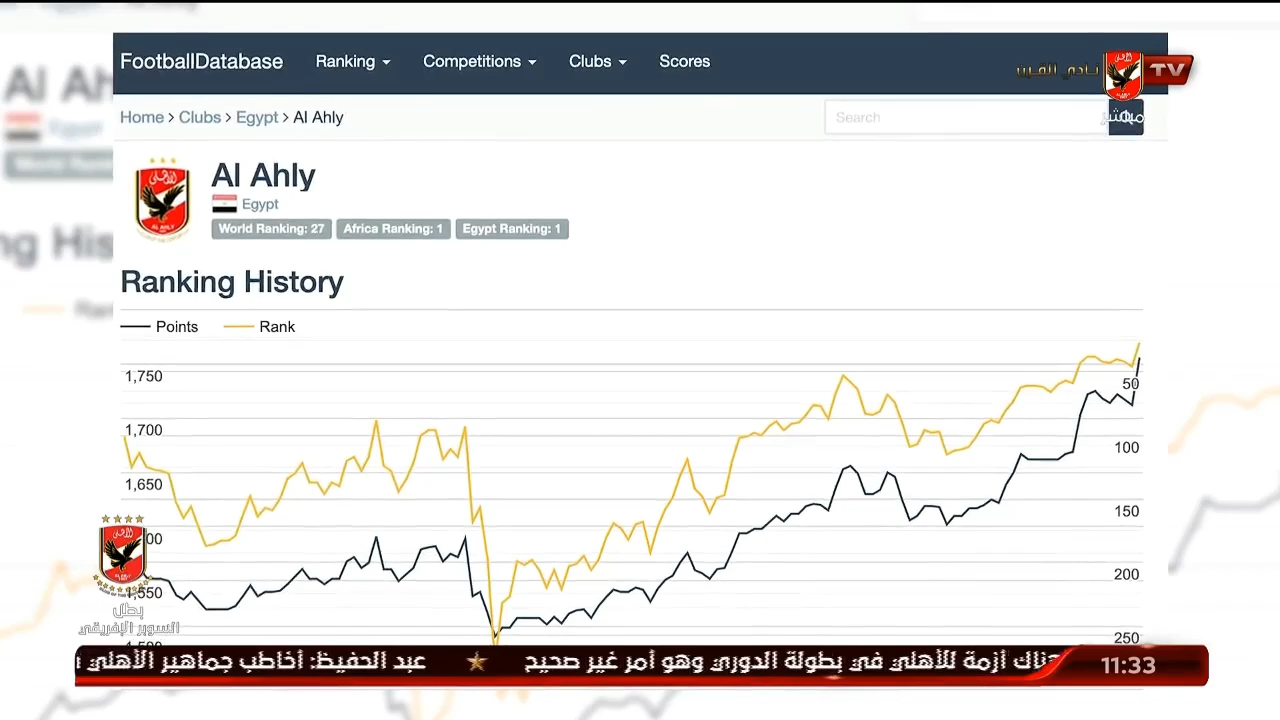 FootballDatabase Ranking Competitions Clubs Scores
نادي القرن
TV
Home > Clubs > Egypt > Al Ahly
Search
مباشر
Al Ahly
Egypt
World Ranking: 27 Africa Ranking: 1 Egypt Ranking: 1
Ranking History
Points Rank
1,750
50
1,700
100
1,650
150
00
200
1,550
250
بطل
السوبر الإفريقي
هناك أزمة للأهلي في بطولة الدوري وهو أمر غير صحيح ★ عبد الحفيظ: أخاطب جماهير الأهلي
11:33